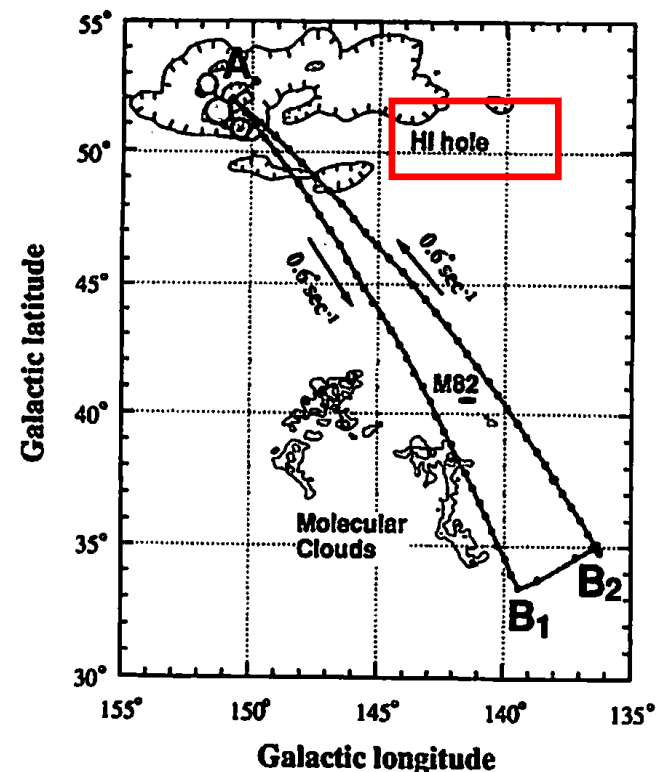 55°
A
HI hole
50°
0.6°sec-1
0.6°sec-1
45°
M82
40°
Molecular
Clouds
35°
B2
B1
30°
155°
150°
145°
140°
135°
Galactic latitude
Galactic longitude